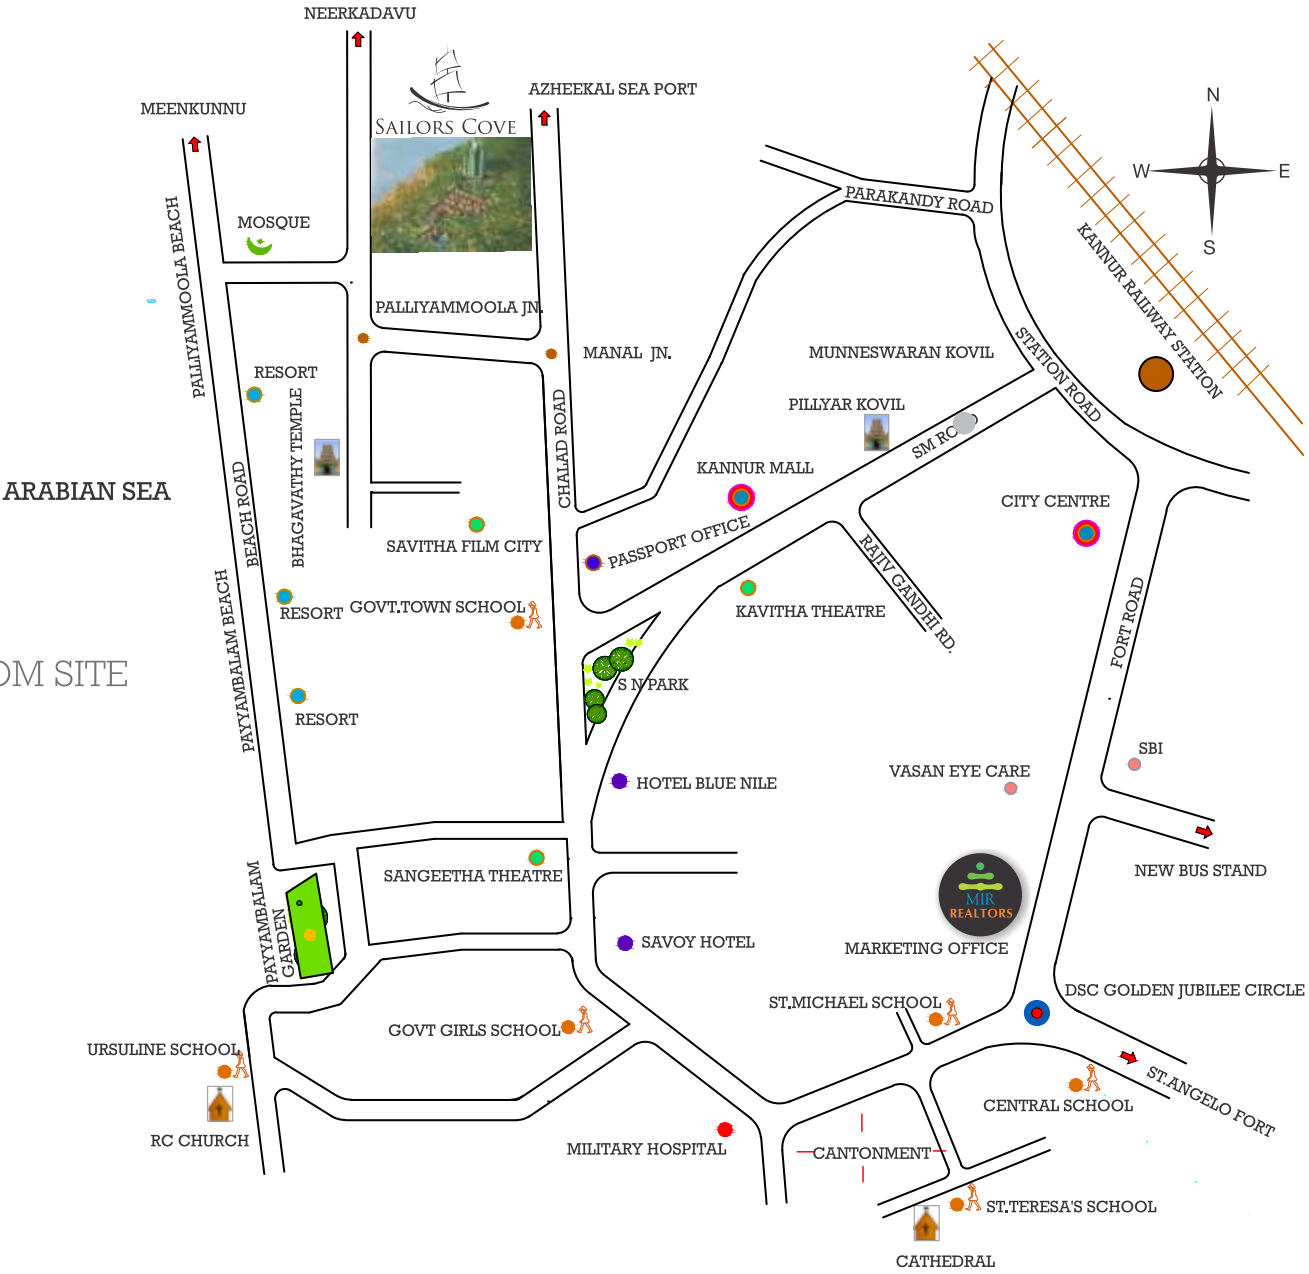 NEERKADAVU
MEENKUNNU
SAILORS COVE
AZHEEKAL SEA PORT
N
W
E
S
PALLIYAMMOOLA BEACH
MOSQUE
PARAKANDY ROAD
KANNUR RAILWAY STATION
PALLIYAMMOOLA JN.
MANAL JN.
MUNNESWARAN KOVIL
STATION ROAD
RESORT
BHAGAVATHY TEMPLE
CHALAD ROAD
PILLYAR KOVIL
SM
KANNUR MALL
CITY CENTRE
ARABIAN SEA
BEACH ROAD
SAVITHA FILM CITY
PASSPORT OFFICE
RAJIV GANDHI RD.
PAYYAMBALAM BEACH
RESORT
GOVT.TOWN SCHOOL
KAVITHA THEATRE
FORT ROAD
OM SITE
S N PARK
RESORT
HOTEL BLUE NILE
VASAN EYE CARE
SBI
NEW BUS STAND
SANGEETHA THEATRE
PAYYAMBALAM
GARDEN
MIR
REALTORS
MARKETING OFFICE
SAVOY HOTEL
DSC GOLDEN JUBILEE CIRCLE
ST.MICHAEL SCHOOL
GOVT GIRLS SCHOOL
URSULINE SCHOOL
ST.ANGELO FORT
CENTRAL SCHOOL
RC CHURCH
MILITARY HOSPITAL
CANTONMENT
ST.TERESA'S SCHOOL
CATHEDRAL